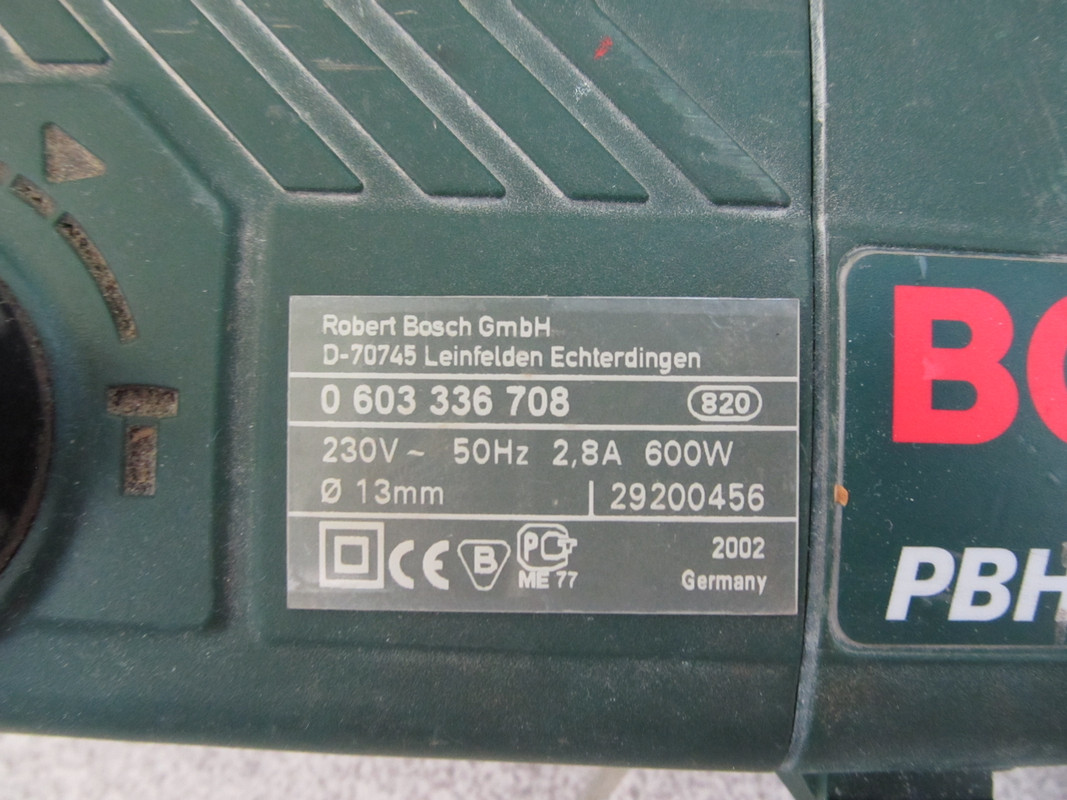 Robert Bosch GmbH
D-70745 Leinfelden Echterdingen
0 603 336 708 820
230V~ 50Hz 2,8A 600W
Ø 13mm 29200456
CE B PCT 2002
ME 77 Germany
BO
PBH